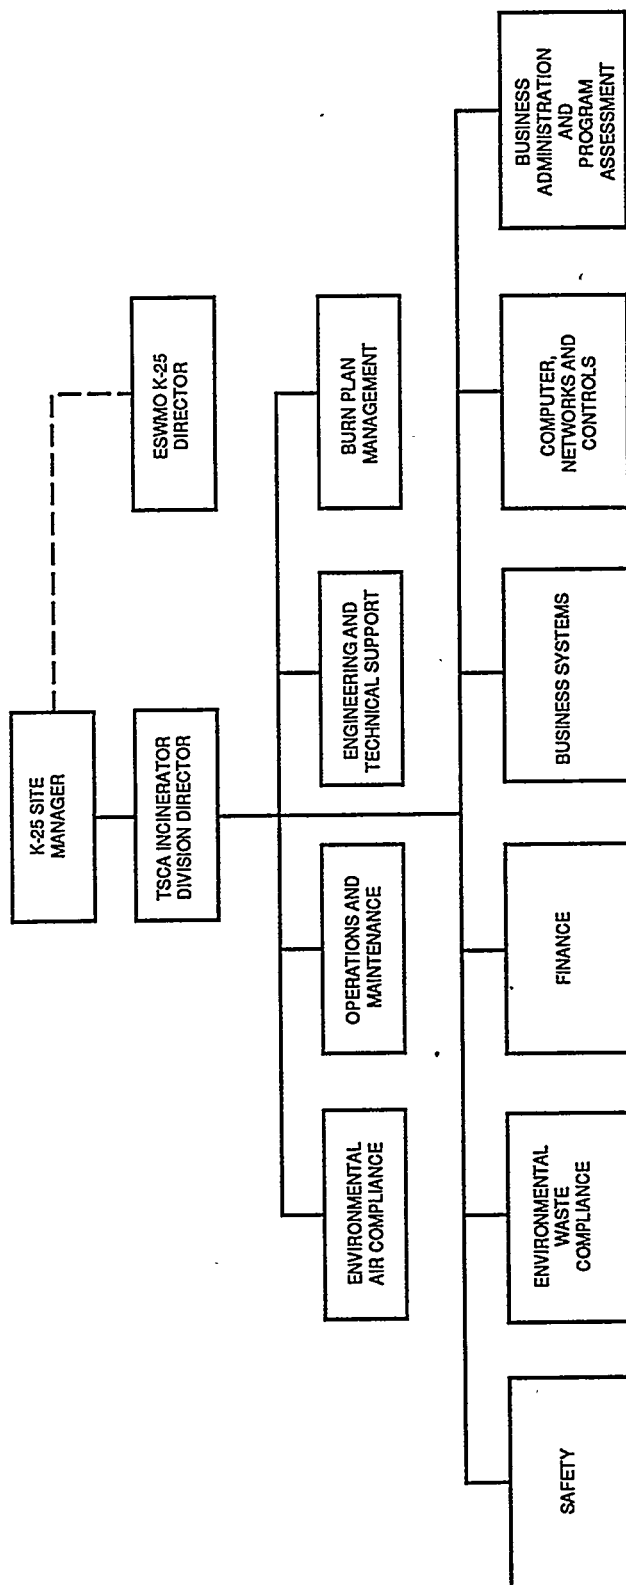 K-25 SITE
MANAGER
ESWMO K-25
DIRECTOR
TSCA INCINERATOR
DIVISION DIRECTOR
ENVIRONMENTAL
AIR COMPLIANCE
OPERATIONS AND
MAINTENANCE
ENGINEERING AND
TECHNICAL SUPPORT
BURN PLAN
MANAGEMENT
SAFETY
ENVIRONMENTAL
WASTE
COMPLIANCE
FINANCE
BUSINESS SYSTEMS
COMPUTER,
NETWORKS AND
CONTROLS
BUSINESS
ADMINISTRATION
AND
PROGRAM
ASSESSMENT